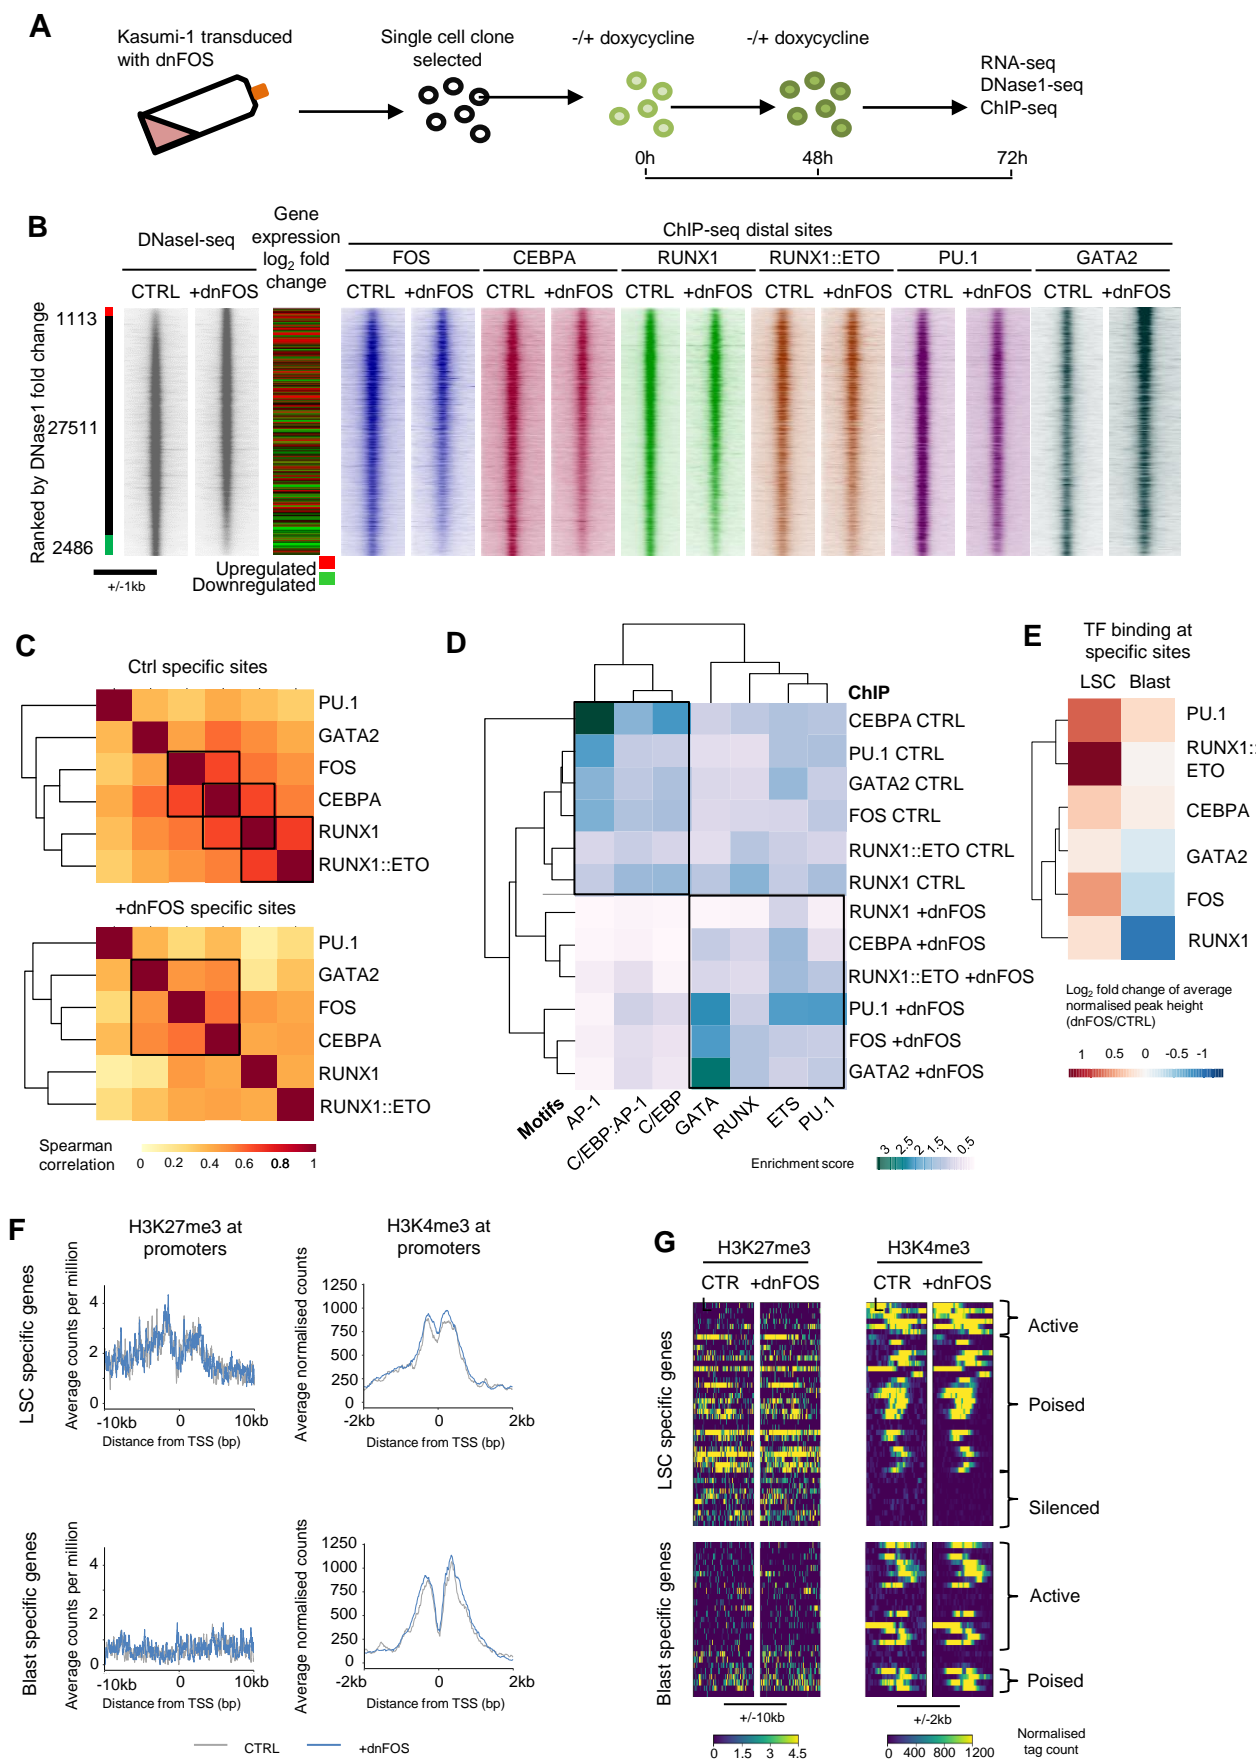 A
Kasumi-1 transduced
with dnFOS
Single cell clone
selected
-/+ doxycycline
-/+ doxycycline
RNA-seq
DNase1-seq
ChIP-seq
0h
48h
72h
B
DNaseI-seq
Gene
expression
log2 fold
change
ChIP-seq distal sites
FOS
CEBPA
RUNX1
RUNX1::ETO
PU.1
GATA2
CTRL +dnFOS
CTRL +dnFOS
CTRL +dnFOS
CTRL +dnFOS
CTRL +dnFOS
CTRL +dnFOS
CTRL +dnFOS
Ranked by DNase1 fold change
1113
27511
2486
+/-1kb
Upregulated
Downregulated
C
Ctrl specific sites
PU.1
GATA2
FOS
CEBPA
RUNX1
RUNX1::ETO
+dnFOS specific sites
PU.1
GATA2
FOS
CEBPA
RUNX1
RUNX1::ETO
Spearman
correlation
0 0.2 0.4 0.6 0.8 1
D
ChIP
CEBPA CTRL
PU.1 CTRL
GATA2 CTRL
FOS CTRL
RUNX1::ETO CTRL
RUNX1 CTRL
RUNX1 +dnFOS
CEBPA +dnFOS
RUNX1::ETO +dnFOS
PU.1 +dnFOS
FOS +dnFOS
GATA2 +dnFOS
Motifs
AP-1
C/EBP:AP-1
C/EBP
GATA
RUNX
ETS
PU.1
Enrichment score
3 2.5 2 1.5 1 0.5
E
TF binding at
specific sites
LSC Blast
PU.1
RUNX1::
ETO
CEBPA
GATA2
FOS
RUNX1
Log2 fold change of average
normalised peak height
(dnFOS/CTRL)
1 0.5 0 -0.5 -1
F
H3K27me3 at
promoters
H3K4me3 at
promoters
LSC specific genes
Average counts per million
4
2
0
-10kb 0 10kb
Distance from TSS (bp)
Average normalised counts
1250
1000
750
500
250
0
-2kb 0 2kb
Distance from TSS (bp)
Blast specific genes
Average counts per million
4
2
0
-10kb 0 10kb
Distance from TSS (bp)
Average normalised counts
1250
1000
750
500
250
0
-2kb 0 2kb
Distance from TSS (bp)
CTRL
+dnFOS
G
H3K27me3
H3K4me3
CTR +dnFOS
CTR +dnFOS
LSC specific genes
Active
Poised
Silenced
Blast specific genes
Active
Poised
+/-10kb
+/-2kb
0 1.5 3 4.5
0 400 800 1200
Normalised
tag count